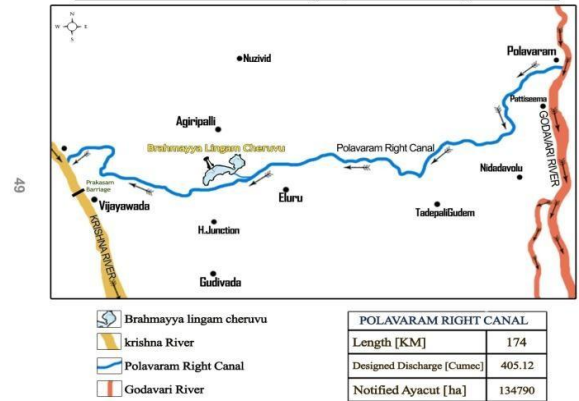 N
W E
S
Nuzivid
Polavaram
Pattiseema
GODAVARI RIVER
Agiripalli
Brahmayya Lingam Cheruvu
Polavaram Right Canal
Nidadavolu
Prakasam
Barriage
Vijayawada
Eluru
TadepaliGudem
H.Junction
KRISHNA RIVER
Gudivada
49
Brahmayya lingam cheruvu
krishna River
Polavaram Right Canal
Godavari River
POLAVARAM RIGHT CANAL
Length [KM] 174
Designed Discharge [Cumec] 405.12
Notified Ayacut [ha] 134790